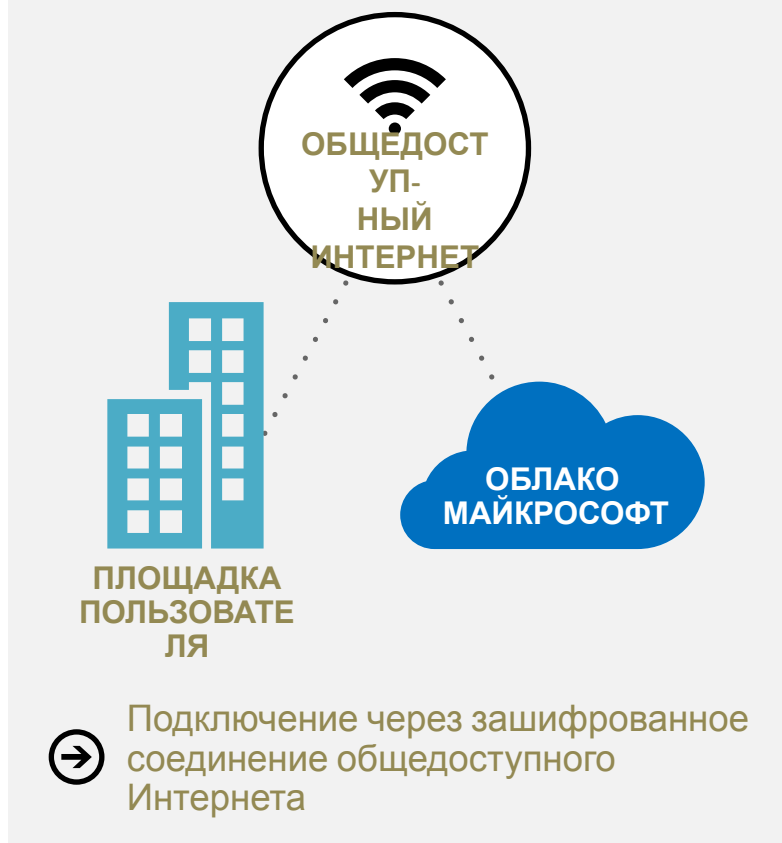 ОБЩЕДОСТ
УП-
НЫЙ
ИНТЕРНЕТ
ОБЛАКО
МАЙКРОСОФТ
ПЛОЩАДКА
ПОЛЬЗОВАТЕ
ЛЯ
Подключение через зашифрованное
соединение общедоступного
Интернета